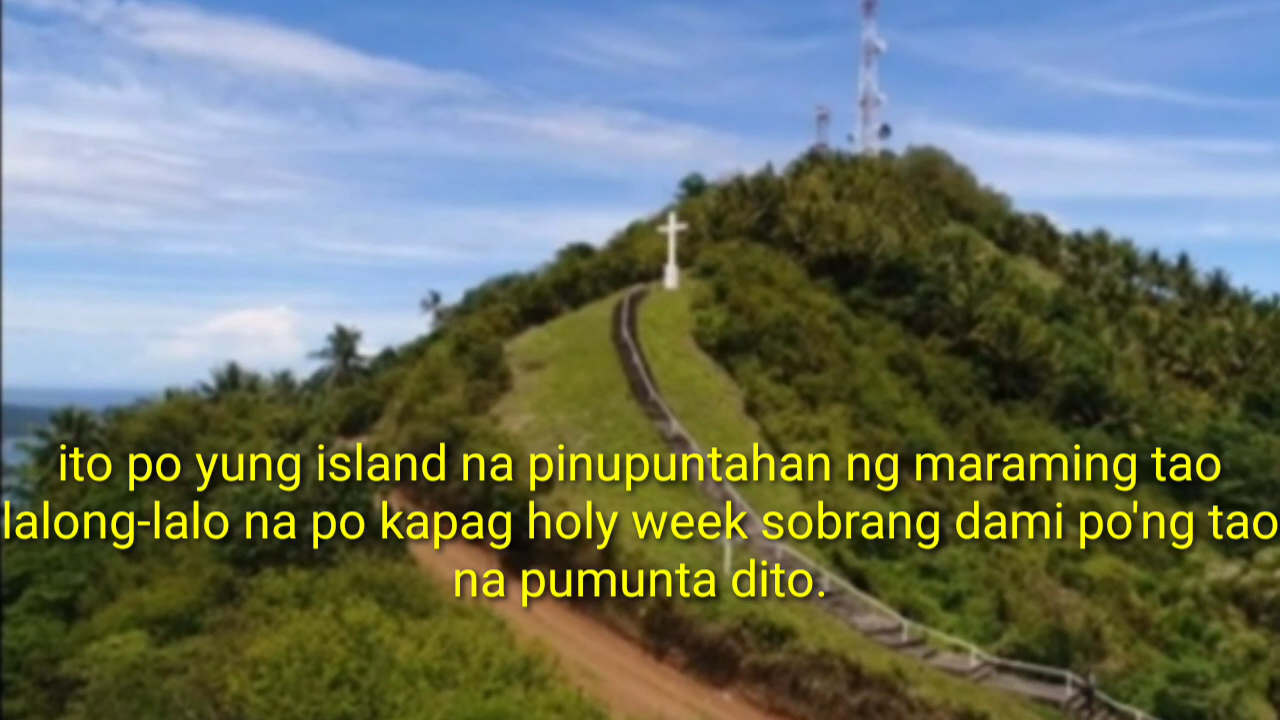 ito po yung island na pinupuntahan ng maraming tao
lalong-lalo na po kapag holy week sobrang dami po'ng tao
na pumunta dito.